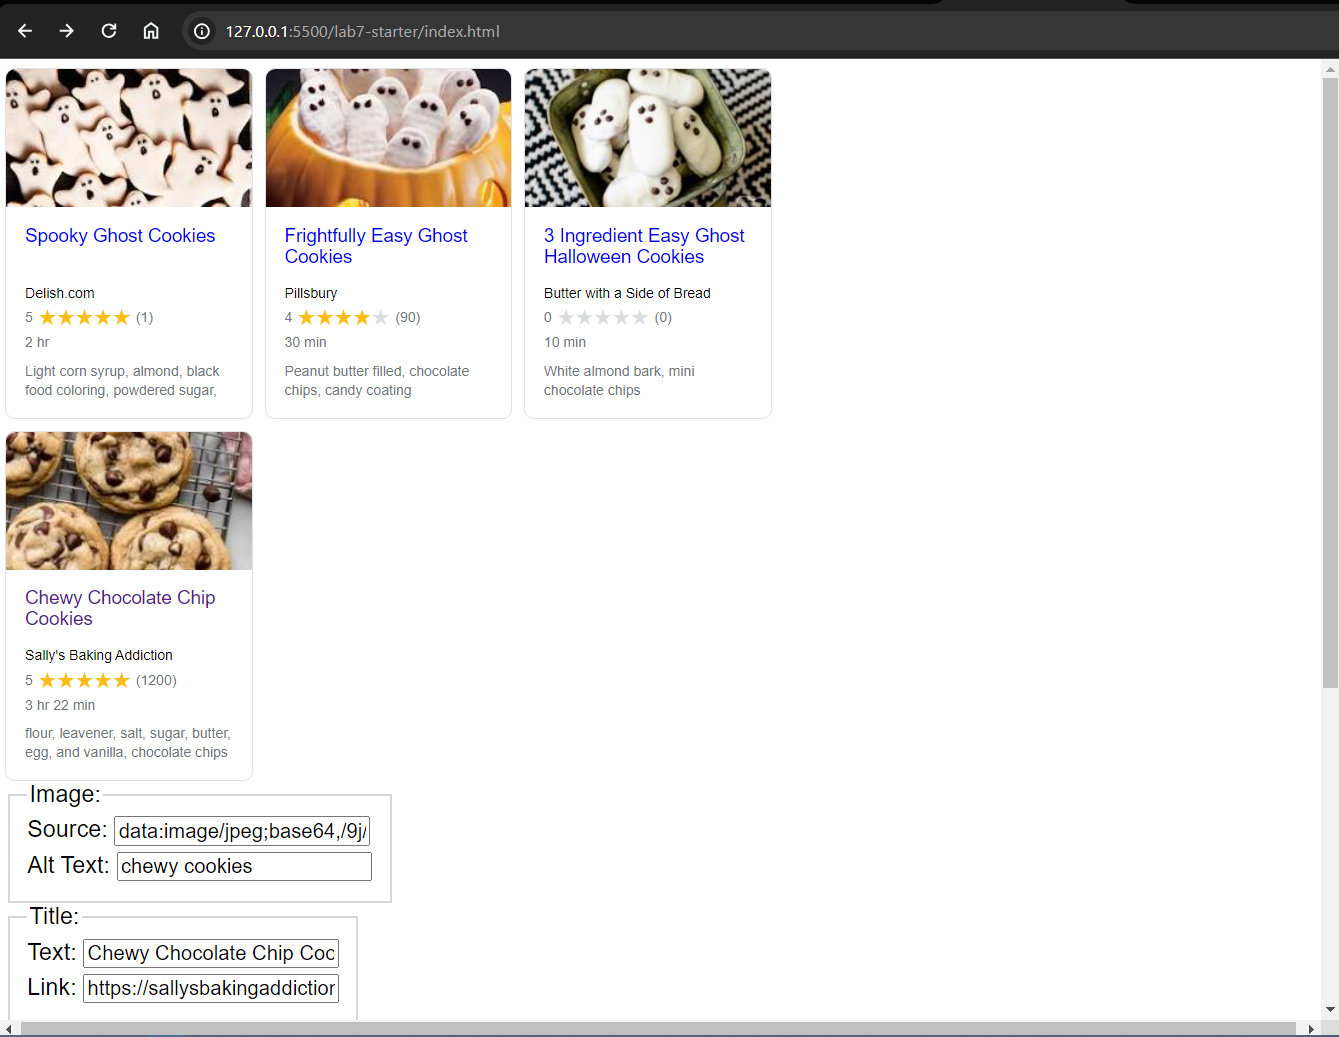 127.0.0.1:5500/lab7-starter/index.html
Spooky Ghost Cookies
Delish.com
5 ★★★★★ (1)
2 hr
Light corn syrup, almond, black
food coloring, powdered sugar,
Frightfully Easy Ghost
Cookies
Pillsbury
4 ★★★★★ (90)
30 min
Peanut butter filled, chocolate
chips, candy coating
3 Ingredient Easy Ghost
Halloween Cookies
Butter with a Side of Bread
0 ★★★★★ (0)
10 min
White almond bark, mini
chocolate chips
Chewy Chocolate Chip
Cookies
Sally's Baking Addiction
5 ★★★★★ (1200)
3 hr 22 min
flour, leavener, salt, sugar, butter,
egg, and vanilla, chocolate chips
Image:
Source: data:image/jpeg;base64,/9j/
Alt Text: chewy cookies
Title:
Text: Chewy Chocolate Chip Coo
Link: https://sallysbakingaddiction